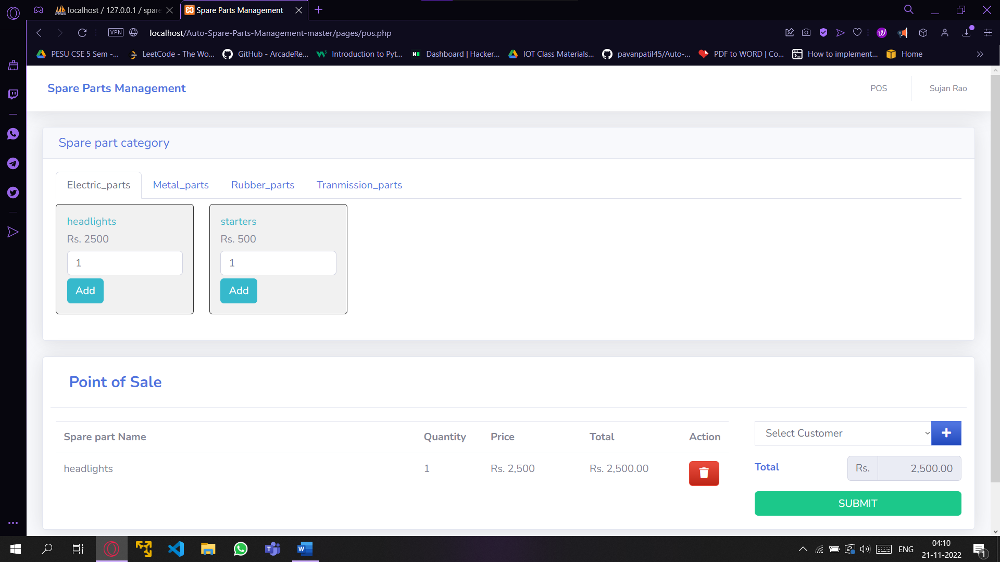 localhost / 127.0.0.1 / spare
Spare Parts Management
VPN
localhost/Auto-Spare-Parts-Management-master/pages/pos.php
PESU CSE 5 Sem -...
LeetCode - The Wo...
GitHub - ArcadeRe...
Introduction to Pyt...
Dashboard | Hacker...
IOT Class Materials...
pavanpatil45/Auto-...
PDF to WORD | Co...
How to implement...
Home
Spare Parts Management
POS
Sujan Rao
Spare part category
Electric_parts
Metal_parts
Rubber_parts
Tranmission_parts
headlights
Rs. 2500
1
Add
starters
Rs. 500
1
Add
Point of Sale
Spare part Name Quantity Price Total Action
headlights 1 Rs. 2,500 Rs. 2,500.00
Select Customer
Total Rs. 2,500.00
SUBMIT
ENG
04:10
21-11-2022
1